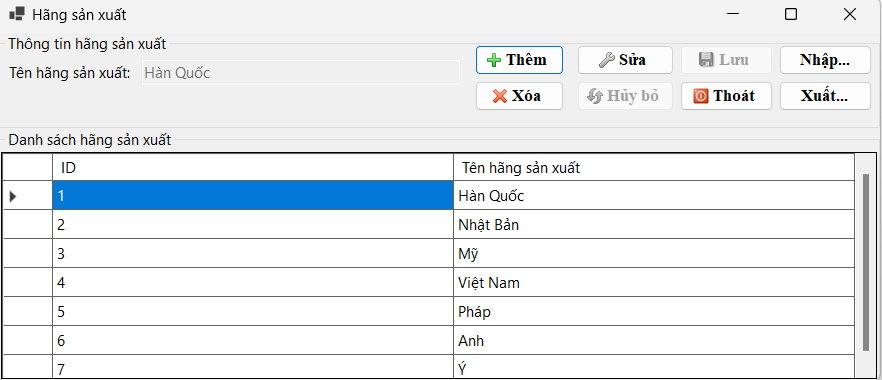 Hãng sản xuất
Thông tin hãng sản xuất
Tên hãng sản xuất: Hàn Quốc
Thêm Sửa Lưu Nhập...
Xóa Hủy bỏ Thoát Xuất...
Danh sách hãng sản xuất
ID Tên hãng sản xuất
1 Hàn Quốc
2 Nhật Bản
3 Mỹ
4 Việt Nam
5 Pháp
6 Anh
7 Ý